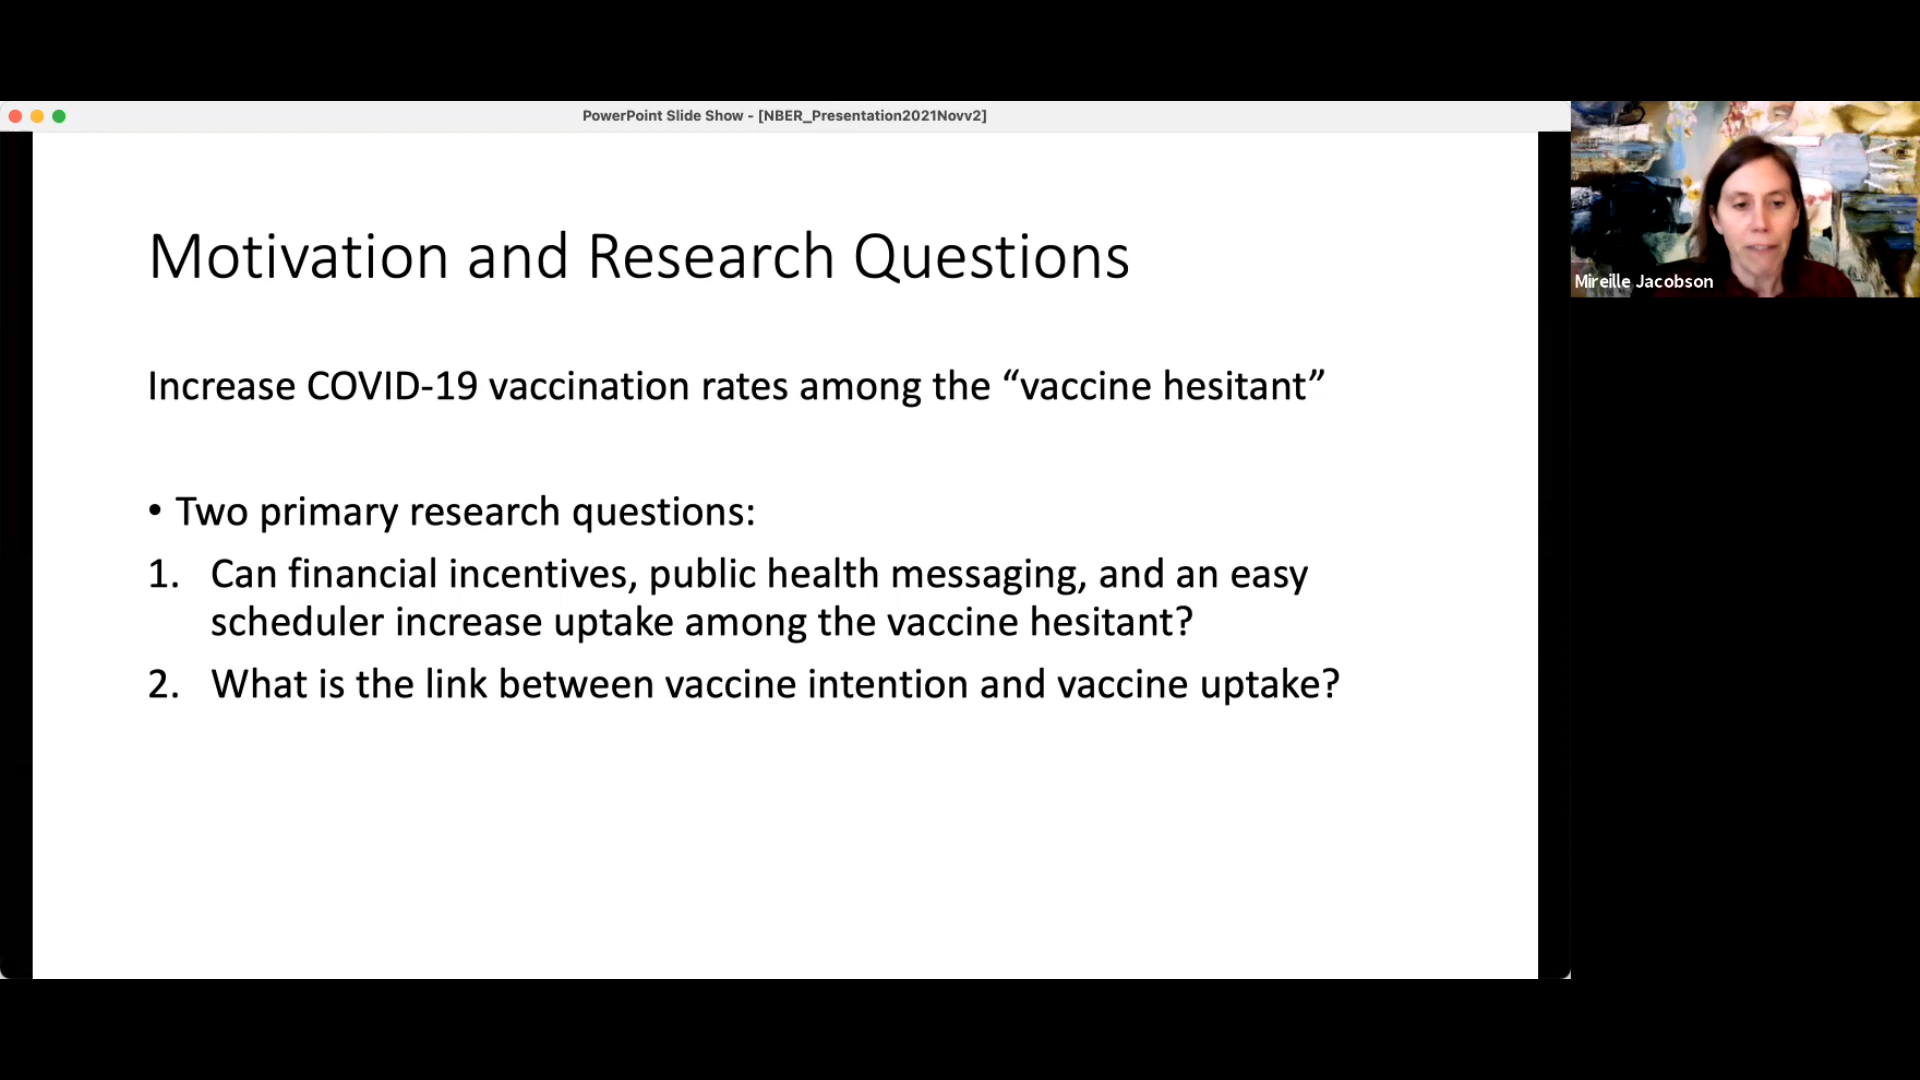 PowerPoint Slide Show - [NBER_Presentation2021Novv2]
Motivation and Research Questions
Increase COVID-19 vaccination rates among the “vaccine hesitant”
• Two primary research questions:
1. Can financial incentives, public health messaging, and an easy
scheduler increase uptake among the vaccine hesitant?
2. What is the link between vaccine intention and vaccine uptake?
Mireille Jacobson